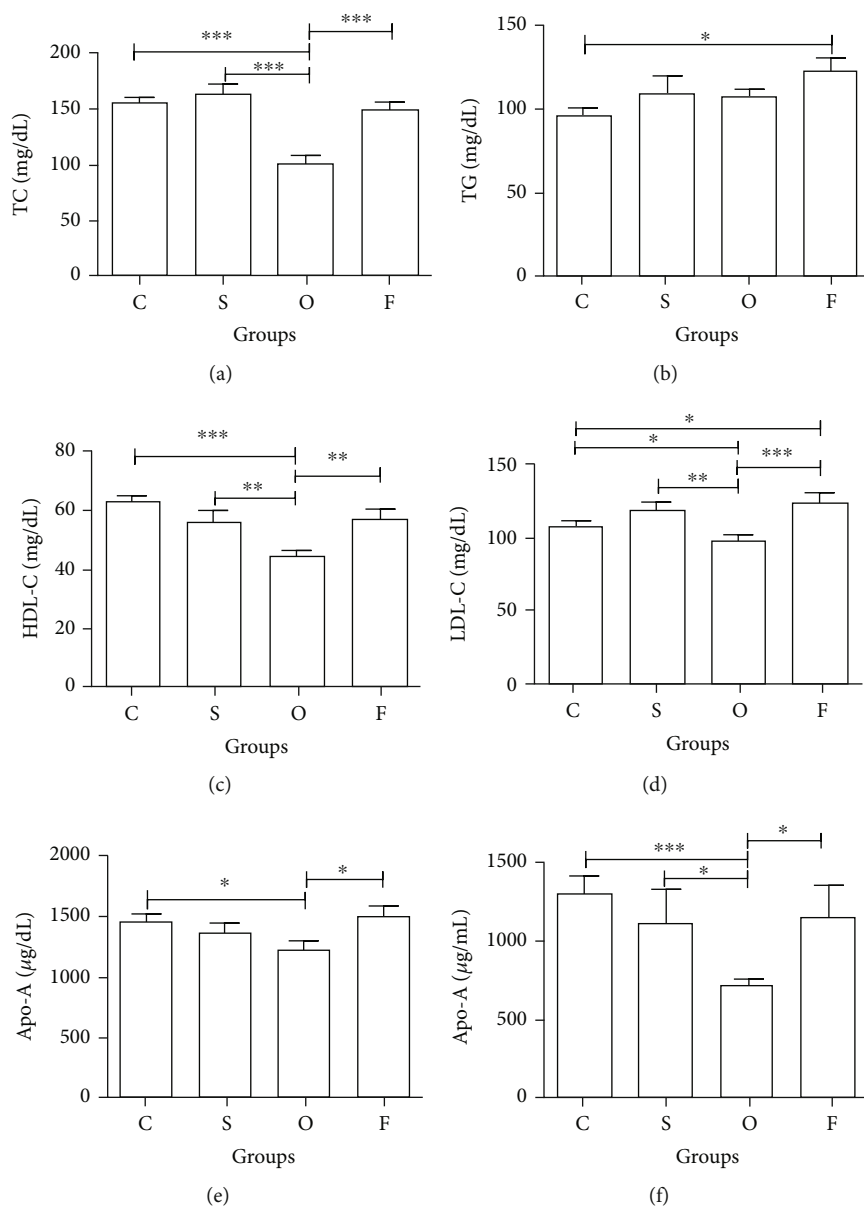 ***
***
***
200
150
100
50
0
TC (mg/dL)
C S O F
Groups
(a)
*
150
100
50
0
TG (mg/dL)
C S O F
Groups
(b)
***
**
**
80
60
40
20
0
HDL-C (mg/dL)
C S O F
Groups
(c)
*
*
***
**
150
100
50
0
LDL-C (mg/dL)
C S O F
Groups
(d)
*
*
2000
1500
1000
500
0
Apo-A (μg/dL)
C S O F
Groups
(e)
*
***
*
1500
1000
500
0
Apo-A (μg/mL)
C S O F
Groups
(f)